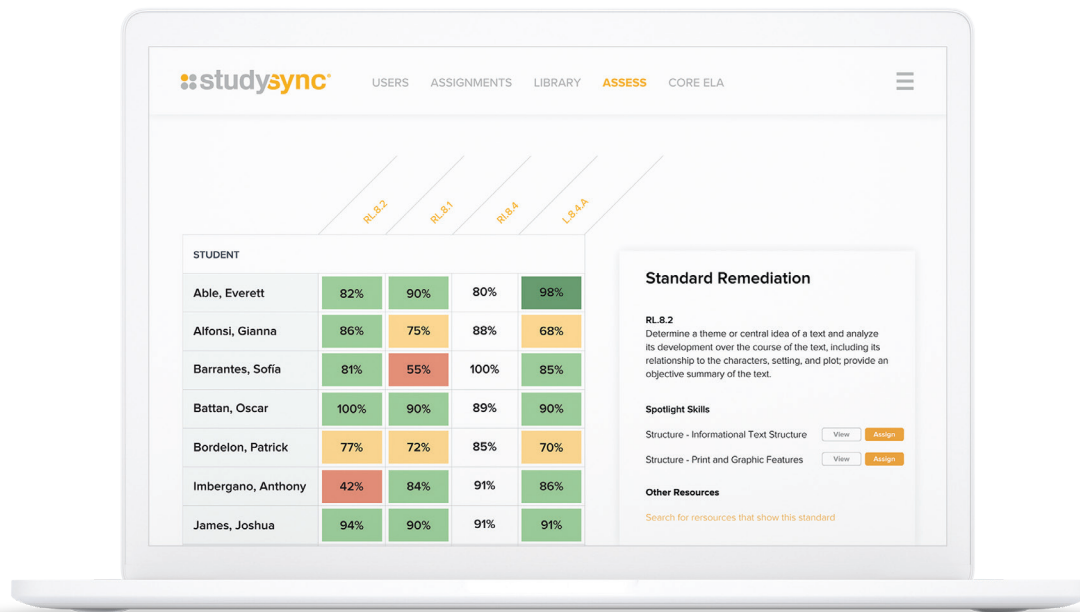 studysync®
USERS ASSIGNMENTS LIBRARY ASSESS CORE ELA
RL.8.2 RL.8.1 RI.8.4 L.8.4.A
STUDENT
Able, Everett 82% 90% 80% 98%
Alfonsi, Gianna 86% 75% 88% 68%
Barrantes, Sofía 81% 55% 100% 85%
Battan, Oscar 100% 90% 89% 90%
Bordelon, Patrick 77% 72% 85% 70%
Imbergano, Anthony 42% 84% 91% 86%
James, Joshua 94% 90% 91% 91%
Standard Remediation
RL.8.2
Determine a theme or central idea of a text and analyze
its development over the course of the text, including its
relationship to the characters, setting, and plot; provide an
objective summary of the text.
Spotlight Skills
Structure - Informational Text Structure View Assign
Structure - Print and Graphic Features View Assign
Other Resources
Search for rersources that show this standard